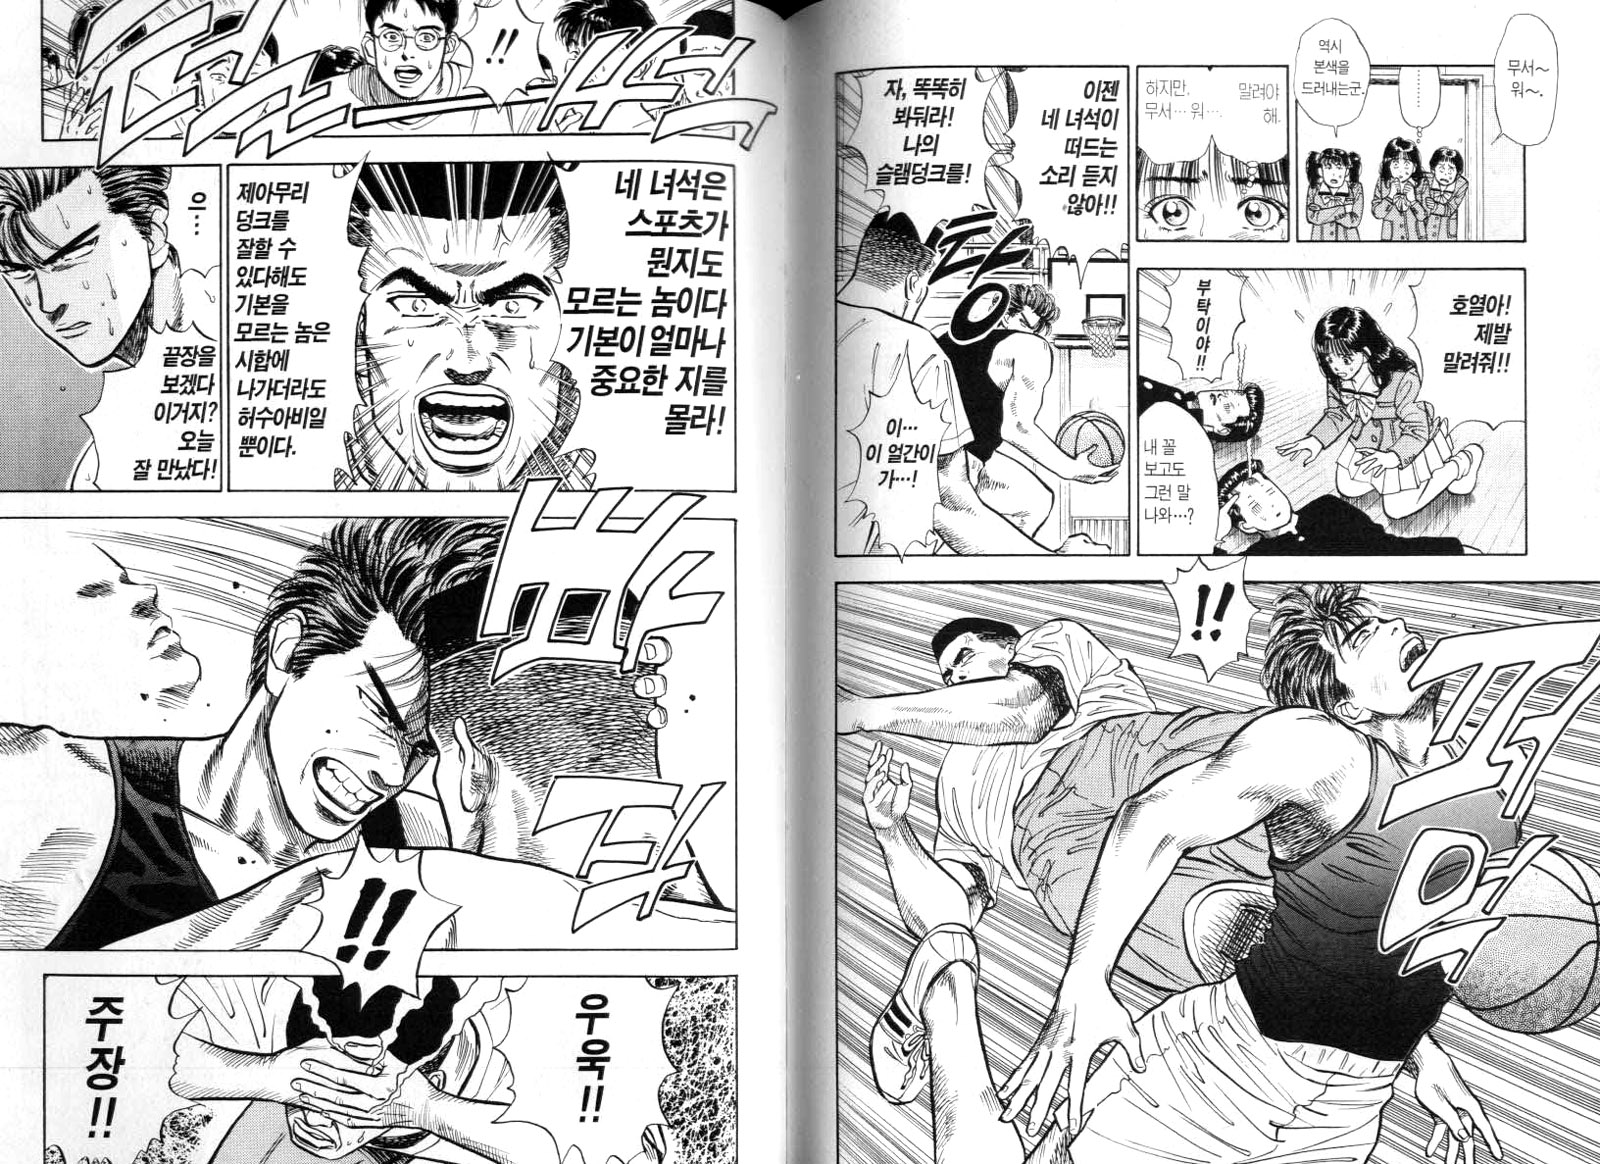 무서~
워~.
………
역시
본색을
드러내는군.
말려야
해.
하지만.
무서… 워….
호열아!
제발
말려줘!!
부탁이야!!
내 꼴
보고도
그런 말
나와…?
이젠
네 녀석이
떠드는
소리 듣지
않아!!
자, 똑똑히
봐둬라!
나의
슬램덩크를!
탕
이…
이 얼간이
가…!
!!
퍼
억
!!
네 녀석은
스포츠가
뭔지도
모르는 놈이다
기본이 얼마나
중요한 지를
몰라!
제아무리
덩크를
잘할 수
있다해도
기본을
모르는 놈은
시합에
나가더라도
허수아비일
뿐이다.
으…
끝장을
보겠다
이거지?
오늘
잘 만났다!
!!
우욱!!
주장!!